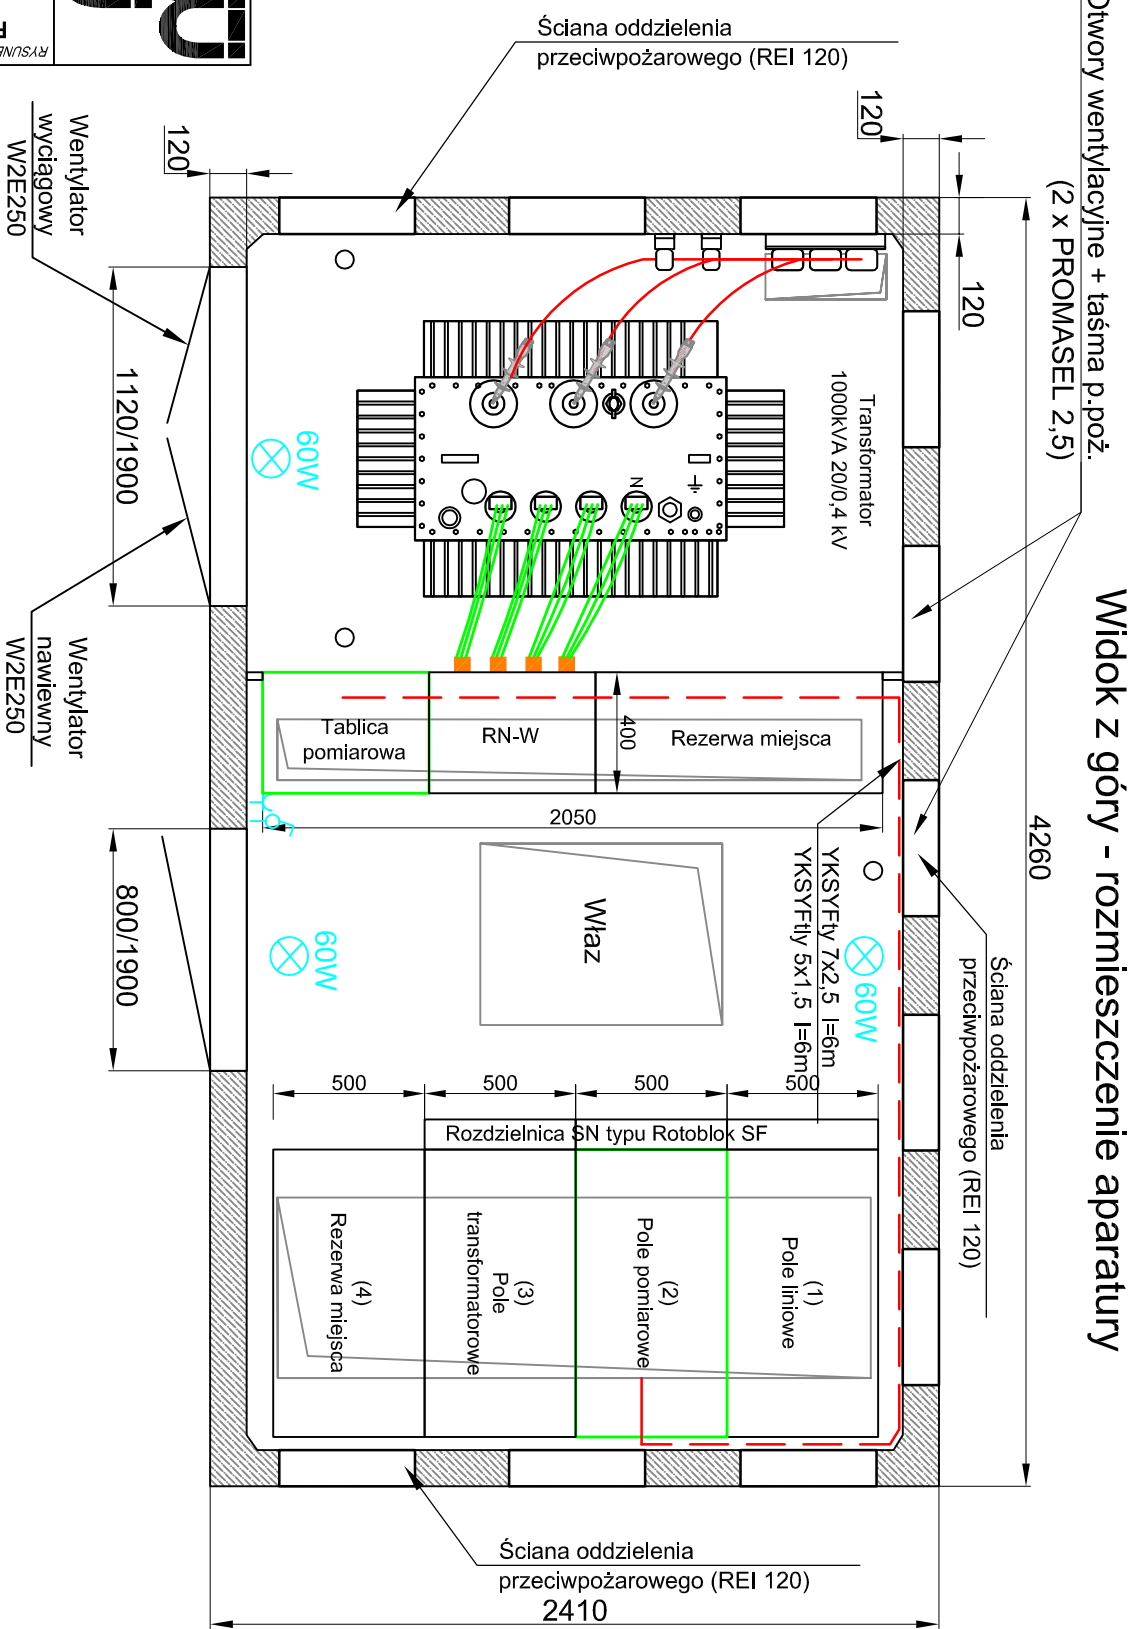 Widok z góry - rozmieszczenie aparatury
Otwory wentylacyjne + taśma p.poż.
(2 x PROMASEL 2,5)
Ściana oddzielenia
przeciwpożarowego (REI 120)
RYSUNE
120
120
120
4260
Wentylator
wyciągowy
W2E250
1120/1900
Wentylator
nawiewny
W2E250
800/1900
Transformator
1000kVA 20/0,4 kV
N
60W
Tablica
pomiarowa
RN-W
400
Rezerwa miejsca
2050
Właz
60W
60W
YKSYFty 7x2,5 l=6m
YKSYFtly 5x1,5 l=6m
Ściana oddzielenia
przeciwpożarowego (REI 120)
500
500
500
500
Rozdzielnica SN typu Rotoblok SF
(1)
Pole liniowe
(2)
Pole pomiarowe
(3)
Pole
transformatorowe
(4)
Rezerwa miejsca
Ściana oddzielenia
przeciwpożarowego (REI 120)
2410